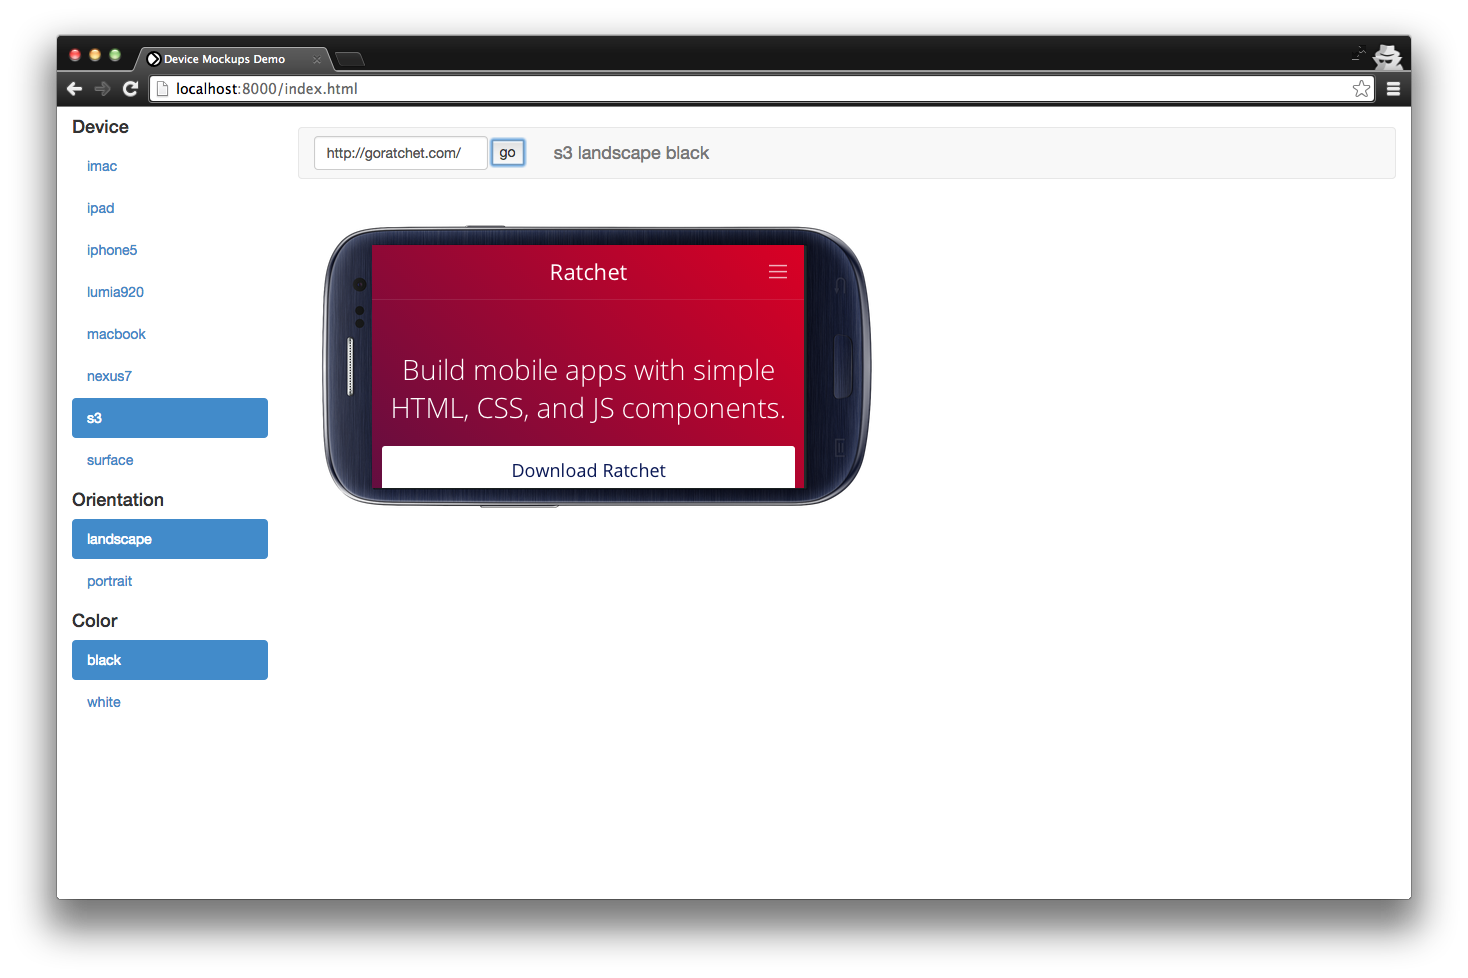 Device Mockups Demo
localhost:8000/index.html
Device
imac
ipad
iphone5
lumia920
macbook
nexus7
s3
surface
Orientation
landscape
portrait
Color
black
white
http://goratchet.com/
go
s3 landscape black
Ratchet
Build mobile apps with simple
HTML, CSS, and JS components.
Download Ratchet